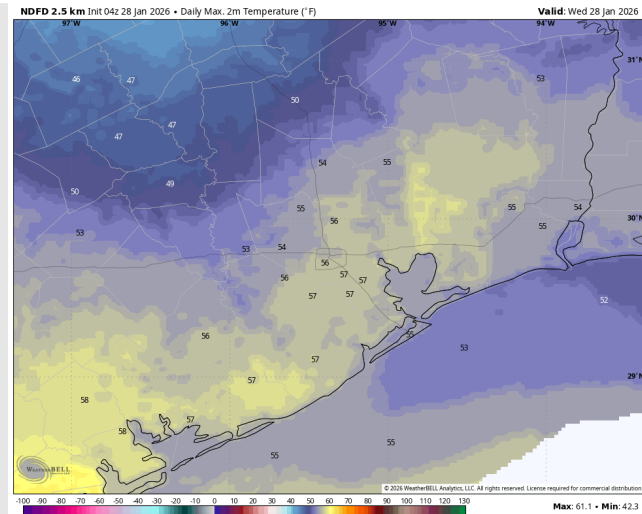 NDFD 2.5 km Init 04z 28 Jan 2026 • Daily Max. 2m Temperature (°F)
Valid: Wed 28 Jan 2026
97°W 96°W 95°W 94°W
31°N
46 47 53
50
47 47
54 55
50 49
55 55 54
56 30°N
55
53
53 54
56
57 57
56
57 57
52
56 55
53
57
29°N
57
58
57
58
55
55
WEATHERBELL
© 2026 WeatherBELL Analytics, LLC. All rights reserved. License required for commercial distribution
-100 -90 -80 -70 -60 -50 -40 -30 -20 -10 0 10 20 30 40 50 60 70 80 90 100 110 120 130
Max: 61.1 • Min: 42.3